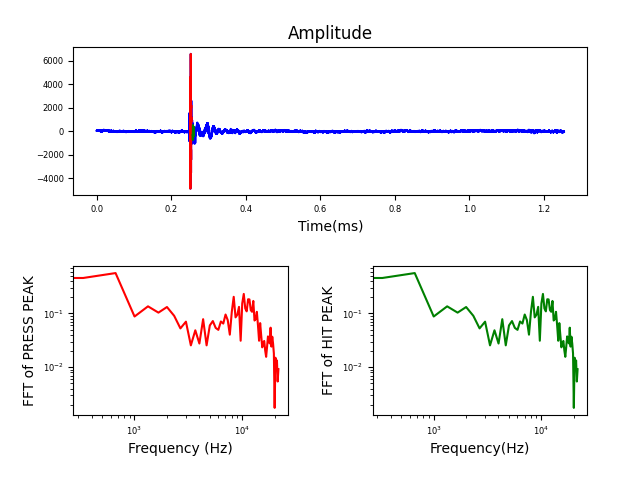 Amplitude
6000
4000
2000
0
−2000
−4000
0.0 0.2 0.4 0.6 0.8 1.0 1.2
Time(ms)
FFT of PRESS PEAK
10⁻¹
10⁻²
10³ 10⁴
Frequency (Hz)
FFT of HIT PEAK
10⁻¹
10⁻²
10³ 10⁴
Frequency(Hz)